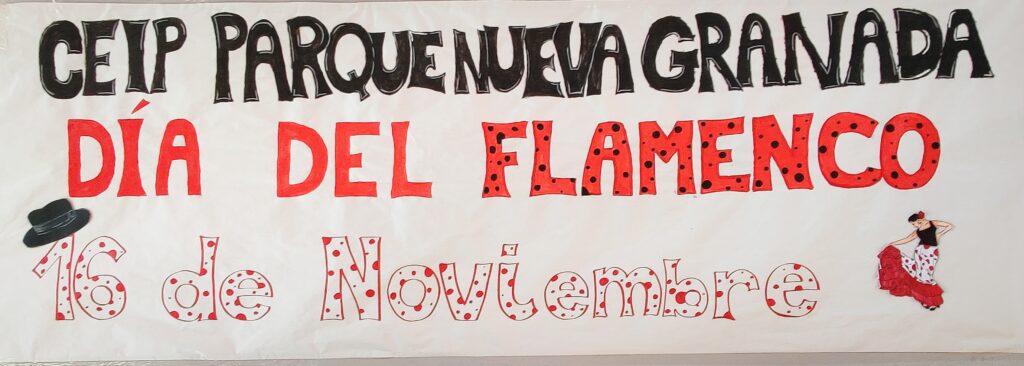 CEIP PARQUE NUEVA GRANADA
DÍA DEL FLAMENCO
16 de Noviembre